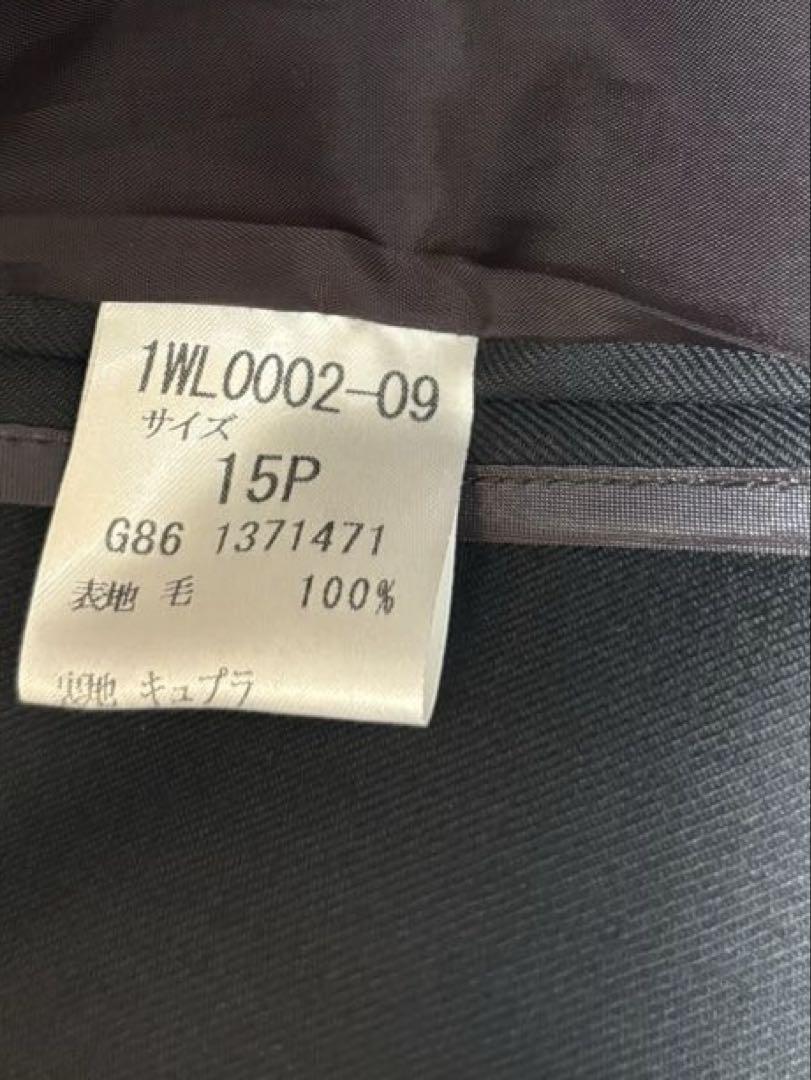 1WL0002-09
サイズ
15P
G86 1371471
表地 毛 100%
裏地 キュプラ